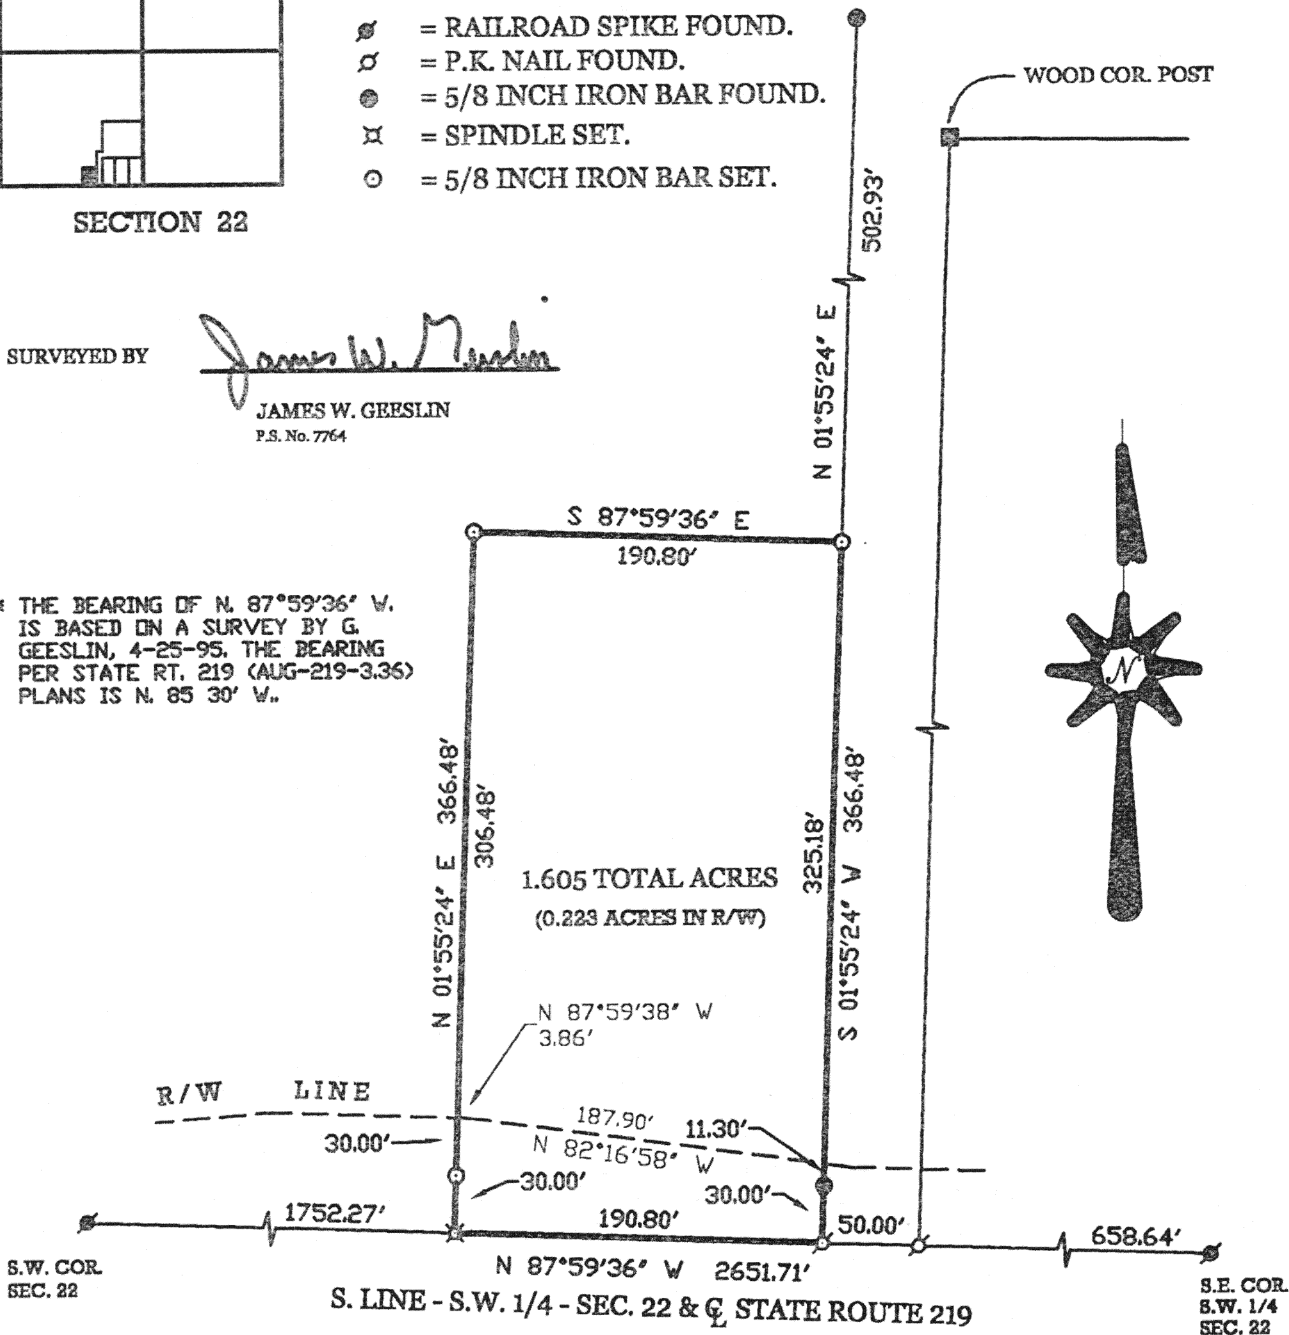 = RAILROAD SPIKE FOUND.
= P.K. NAIL FOUND.
= 5/8 INCH IRON BAR FOUND.
= SPINDLE SET.
= 5/8 INCH IRON BAR SET.
SECTION 22
WOOD COR. POST
502.93'
N 01°55'24" E
SURVEYED BY
James W. Geeslin
JAMES W. GEESLIN
P.S. No. 7764
S 87°59'36" E
190.80'
* THE BEARING OF N. 87°59'36" W.
IS BASED ON A SURVEY BY G.
GEESLIN, 4-25-95. THE BEARING
PER STATE RT. 219 (AUG-219-3.36)
PLANS IS N. 85 30' W..
N
N 01°55'24" E 366.48'
306.48'
1.605 TOTAL ACRES
(0.223 ACRES IN R/W)
325.18'
S 01°55'24" W 366.48'
N 87°59'38" W
3.86'
R/W LINE
187.90'
N 82°16'58" W
11.30'
30.00'
30.00'
30.00'
1752.27'
190.80'
50.00'
658.64'
N 87°59'36" W 2651.71'
S. LINE - S.W. 1/4 - SEC. 22 & ℄ STATE ROUTE 219
S.W. COR.
SEC. 22
S.E. COR.
S.W. 1/4
SEC. 22